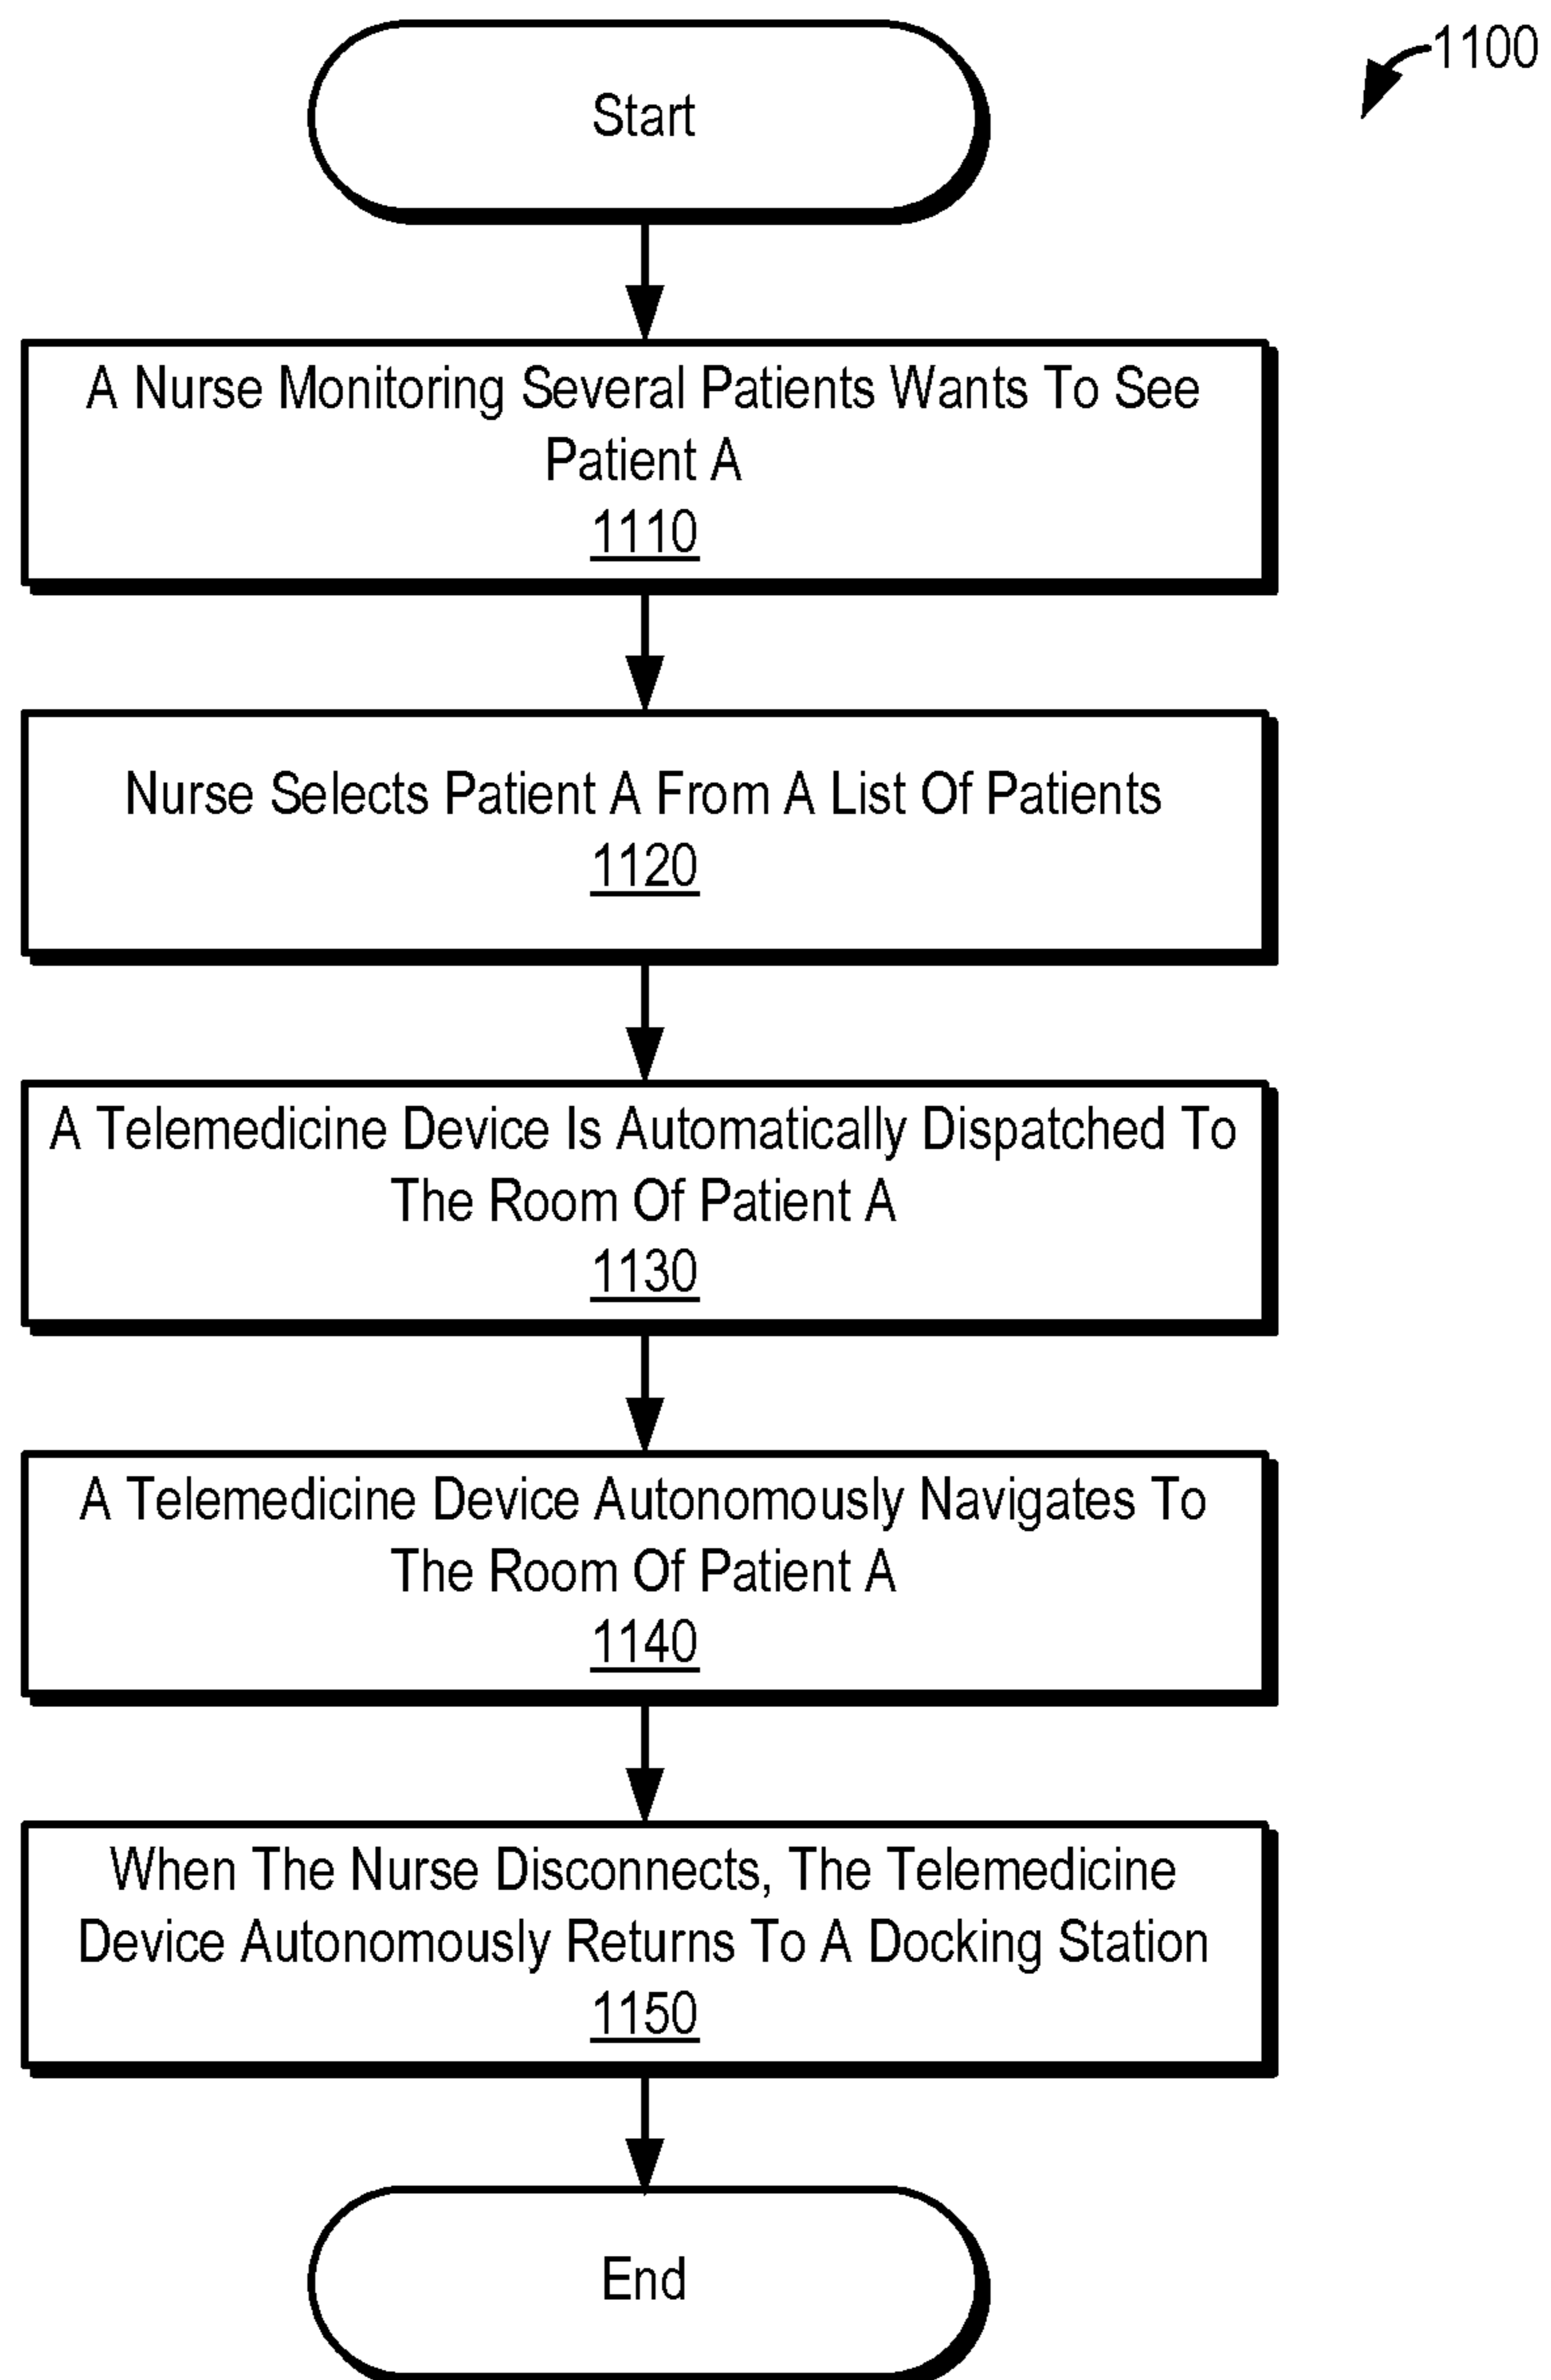 1100
Start
A Nurse Monitoring Several Patients Wants To See
Patient A
1110
Nurse Selects Patient A From A List Of Patients
1120
A Telemedicine Device Is Automatically Dispatched To
The Room Of Patient A
1130
A Telemedicine Device Autonomously Navigates To
The Room Of Patient A
1140
When The Nurse Disconnects, The Telemedicine
Device Autonomously Returns To A Docking Station
1150
End